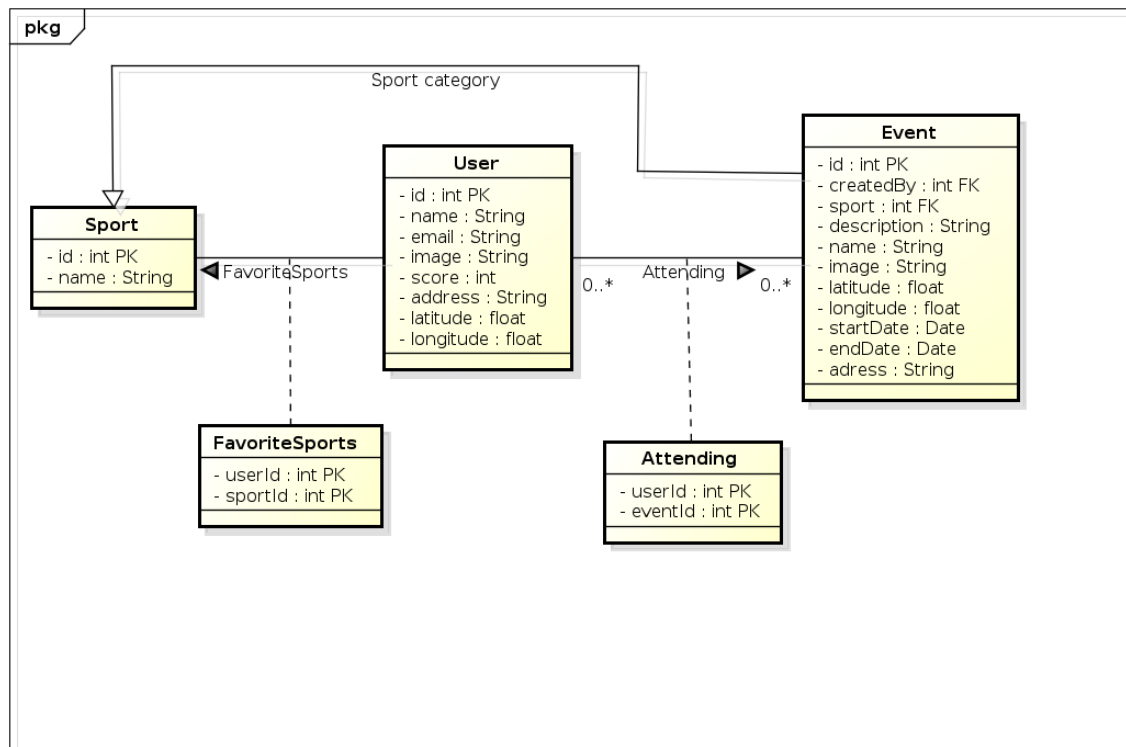 pkg
Sport category
Sport
- id : int PK
- name : String
FavoriteSports
User
- id : int PK
- name : String
- email : String
- image : String
- score : int
- address : String
- latitude : float
- longitude : float
0..*
Attending
0..*
Event
- id : int PK
- createdBy : int FK
- sport : int FK
- description : String
- name : String
- image : String
- latitude : float
- longitude : float
- startDate : Date
- endDate : Date
- adress : String
FavoriteSports
- userId : int PK
- sportId : int PK
Attending
- userId : int PK
- eventId : int PK